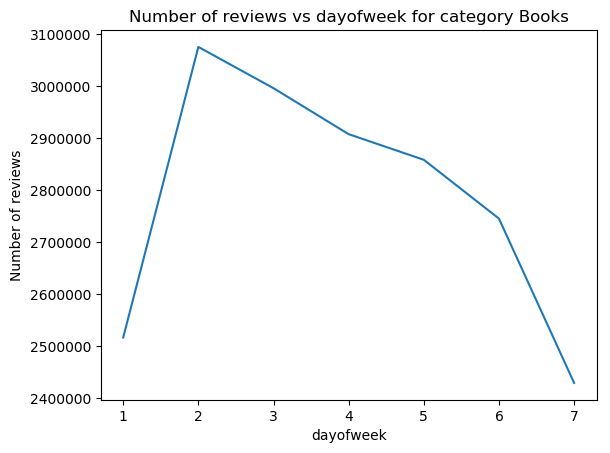 Number of reviews vs dayofweek for category Books
Number of reviews
3100000
3000000
2900000
2800000
2700000
2600000
2500000
2400000
1 2 3 4 5 6 7
dayofweek